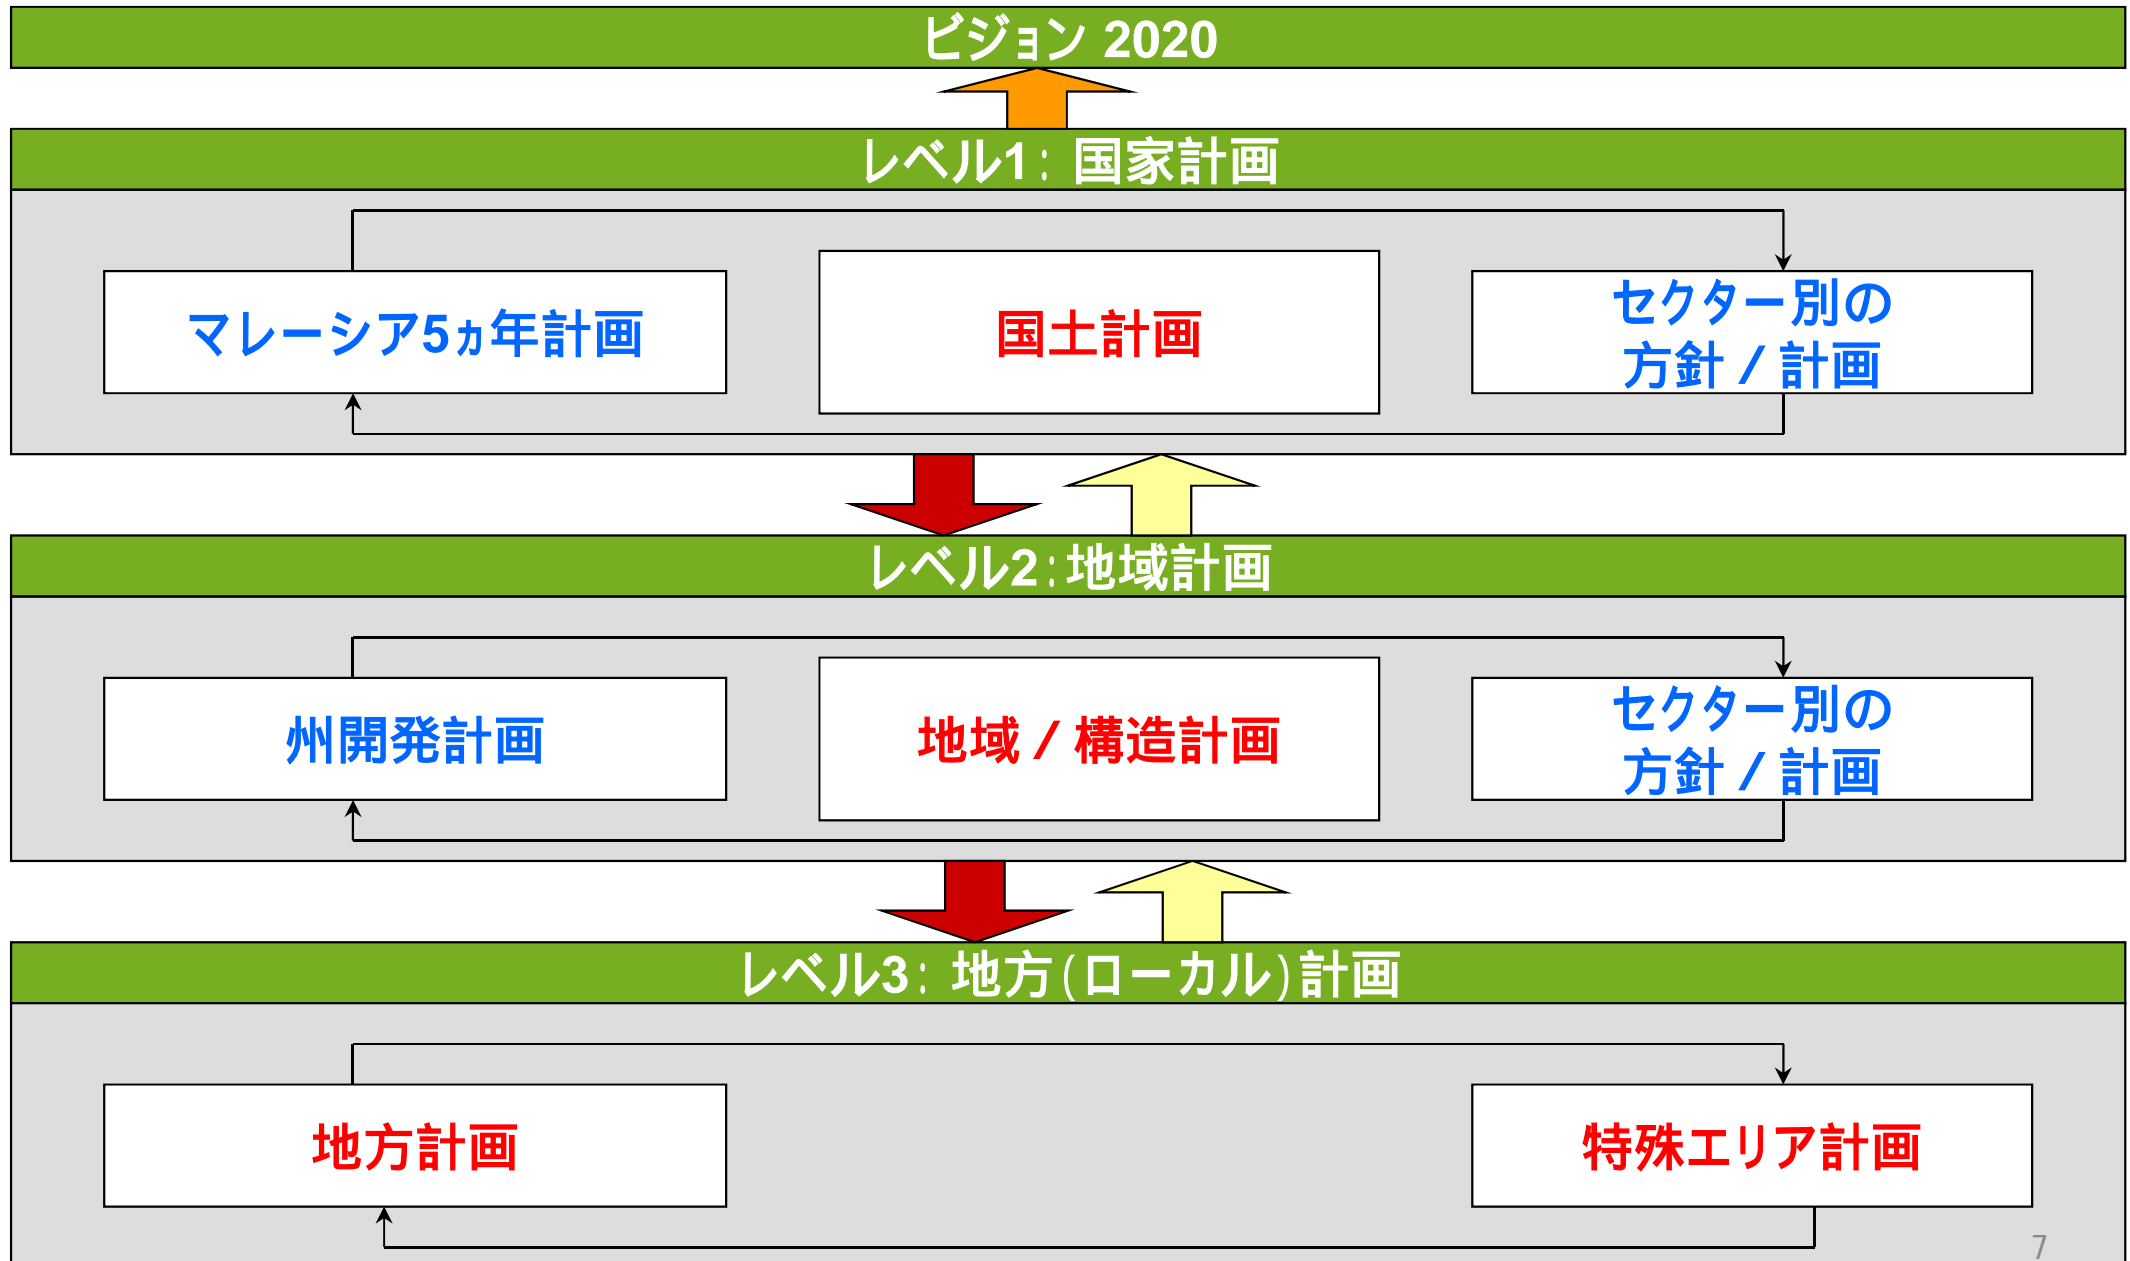 ビジョン 2020
レベル1: 国家計画
マレーシア5ヵ年計画
国土計画
セクター別の
方針/計画
レベル2:地域計画
州開発計画
地域/構造計画
セクター別の
方針/計画
レベル3: 地方(ローカル)計画
地方計画
特殊エリア計画
7